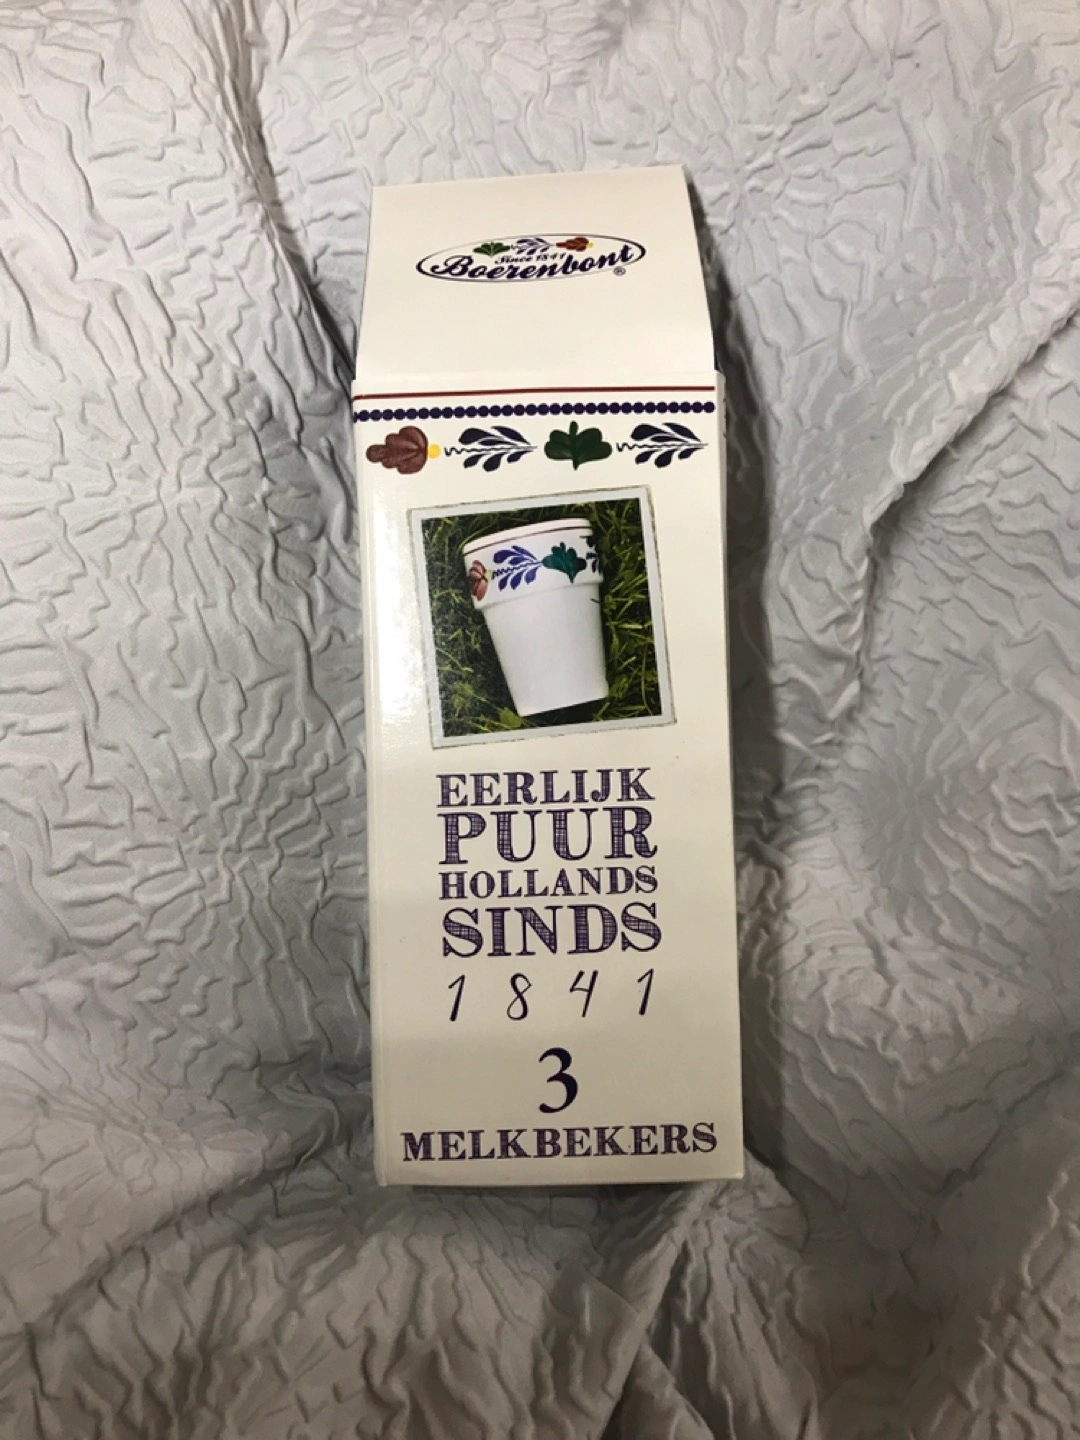 Since 1841
Boerenbont®
EERLIJK
PUUR
HOLLANDS
SINDS
1841
3
MELKBEKERS